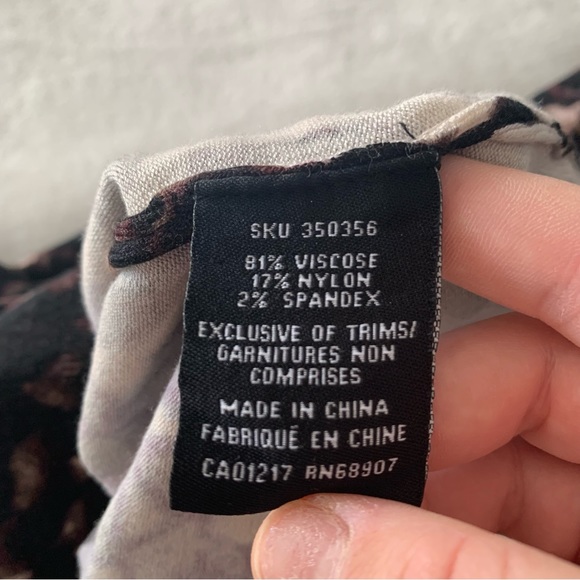 SKU 350356
81% VISCOSE
17% NYLON
2% SPANDEX
EXCLUSIVE OF TRIMS/
GARNITURES NON
COMPRISES
MADE IN CHINA
FABRIQUÉ EN CHINE
CA01217 RN68907